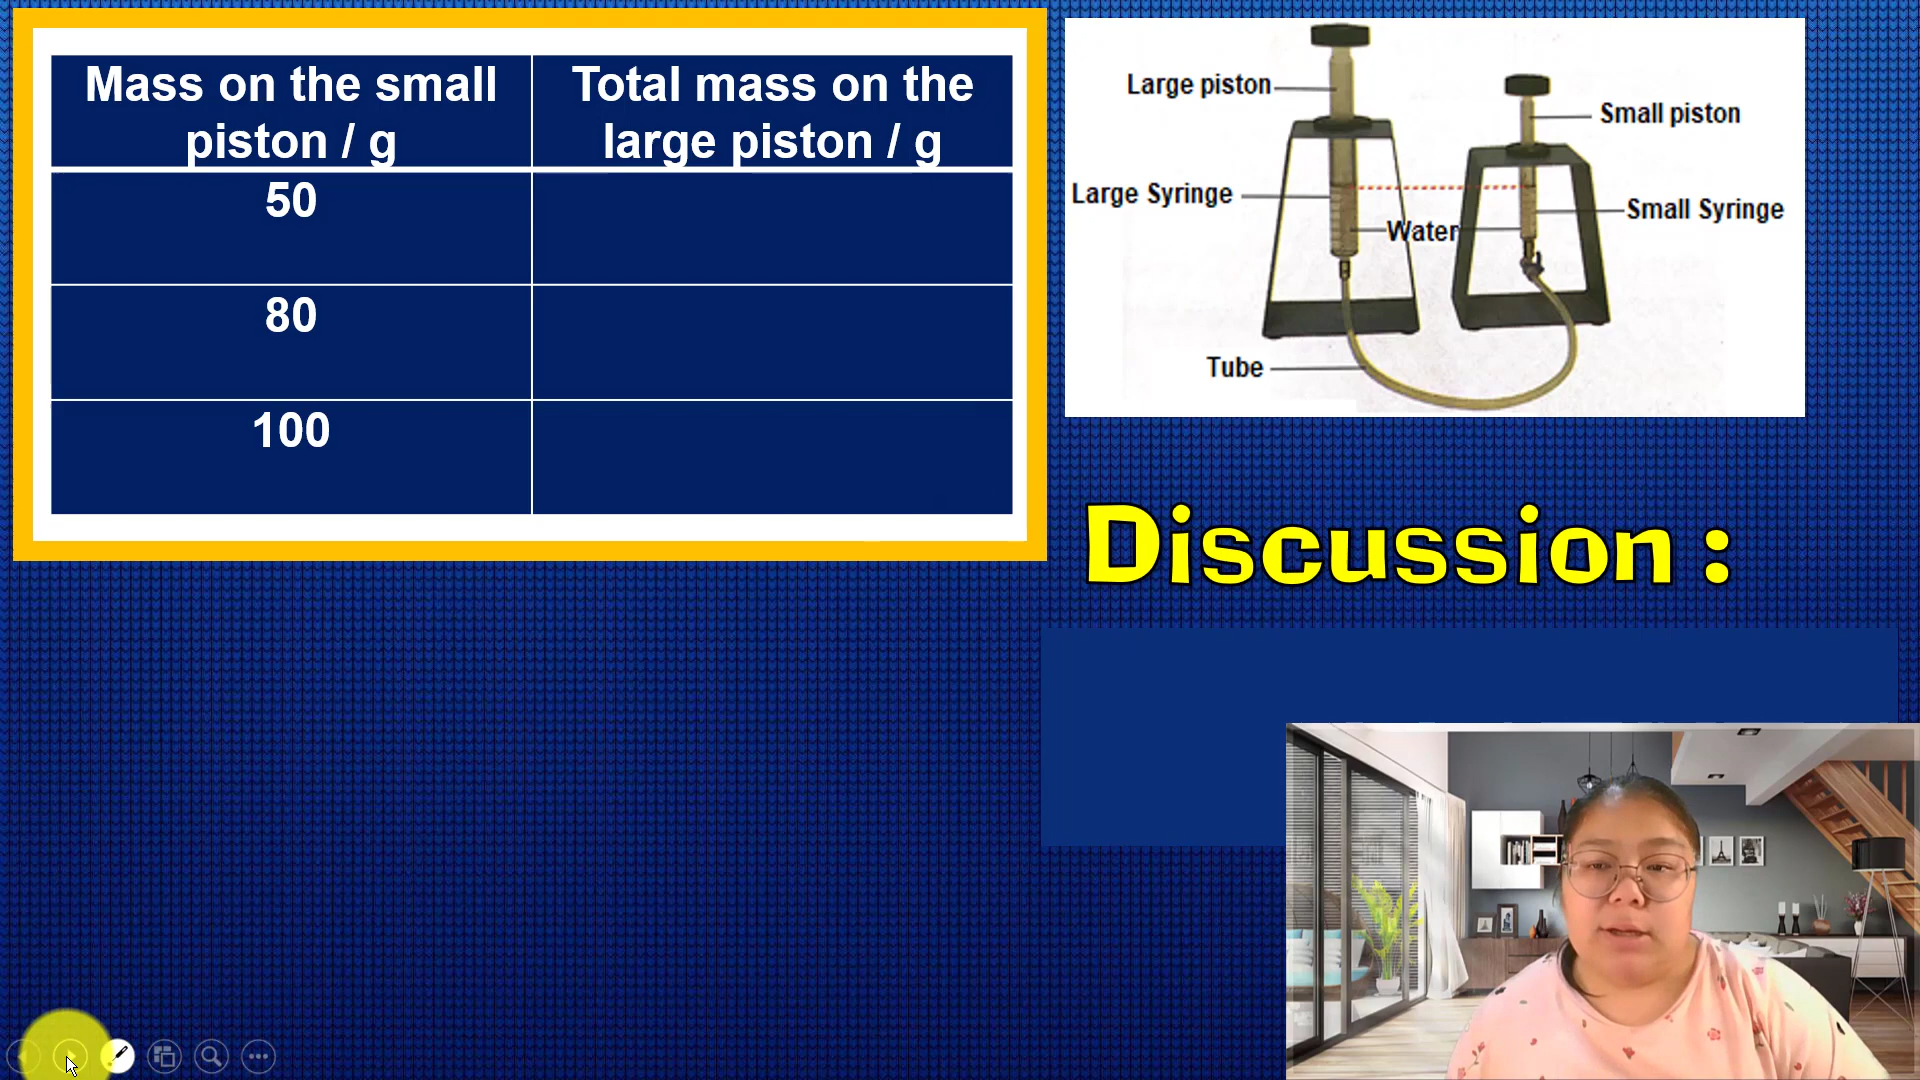 Mass on the small
piston / g
Total mass on the
large piston / g
50
80
100
Large piston
Small piston
Large Syringe
Small Syringe
Water
Tube
Discussion :